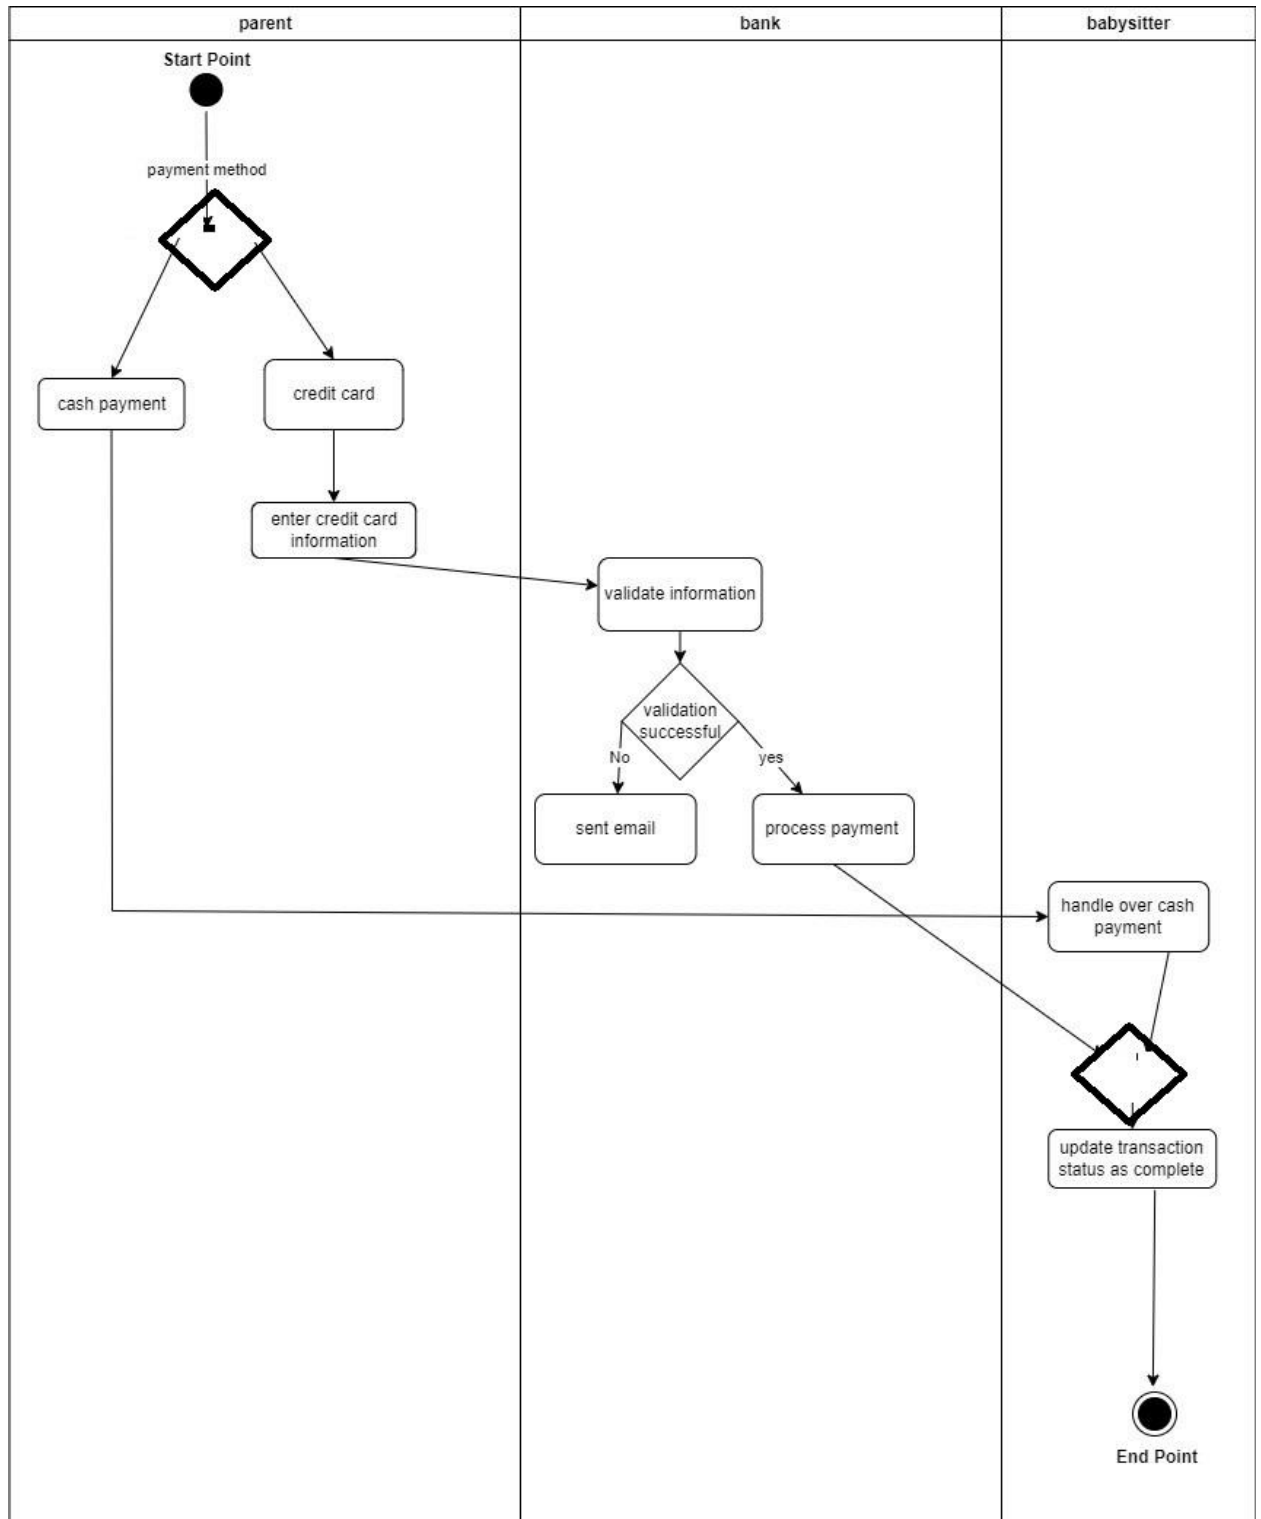 parent
bank
babysitter
Start Point
payment method
cash payment
credit card
enter credit card
information
validate information
validation
successful
No
yes
sent email
process payment
handle over cash
payment
update transaction
status as complete
End Point